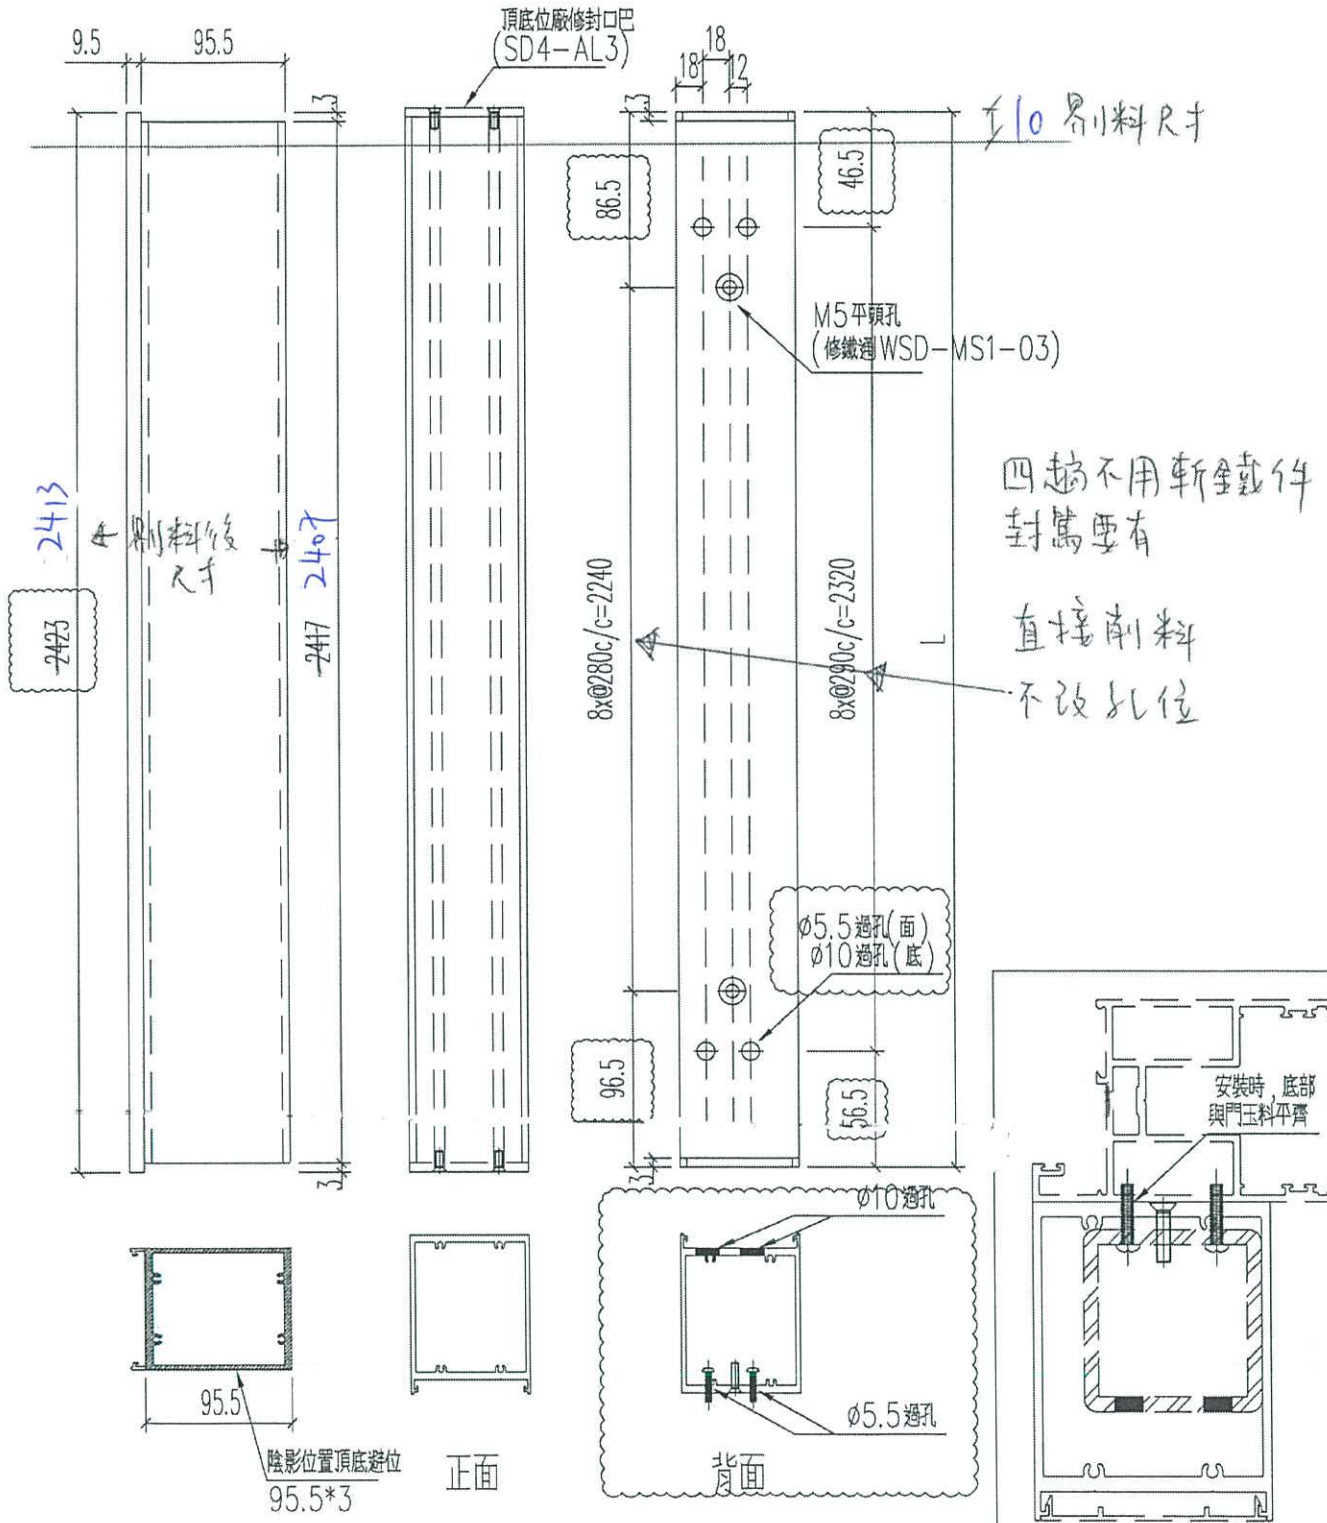 頂底位廠修封口巴
(SD4-AL3)
9.5
95.5
3
3
18
18
12
3
10 界料尺寸
86.5
46.5
M5平頭孔
(修鐵通WSD-MS1-03)
2413
界料後
尺寸
2407
2423
2417
8x@280c/c=2240
8x@290c/c=2320
L
不用斬鐵件
封篤要有
直接削料
不改孔位
ø5.5過孔(面)
ø10過孔(底)
96.5
56.5
3
安裝時, 底部
與門玉料平齊
95.5
陰影位置頂底避位
95.5*3
正面
ø10過孔
ø5.5過孔
背面